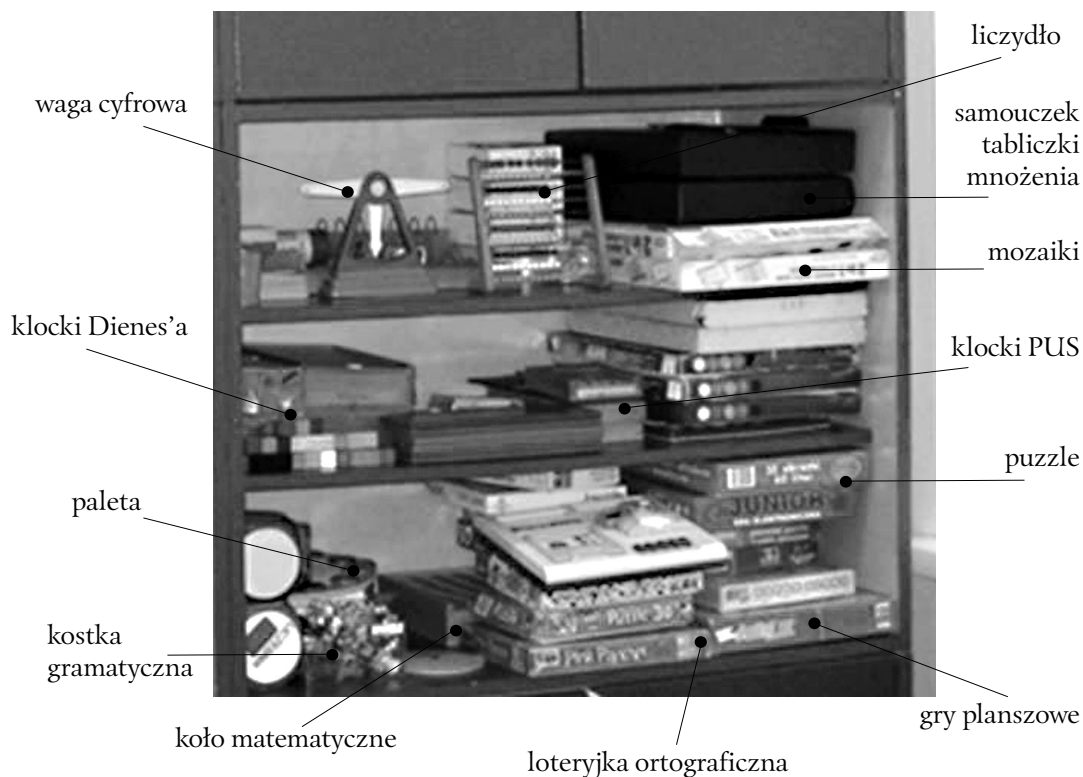 liczydło
waga cyfrowa
samouczek
tabliczki
mnożenia
mozaiki
klocki Dienes’a
klocki PUS
puzzle
paleta
JUNIOR
kostka
gramatyczna
gry planszowe
koło matematyczne
loteryjka ortograficzna